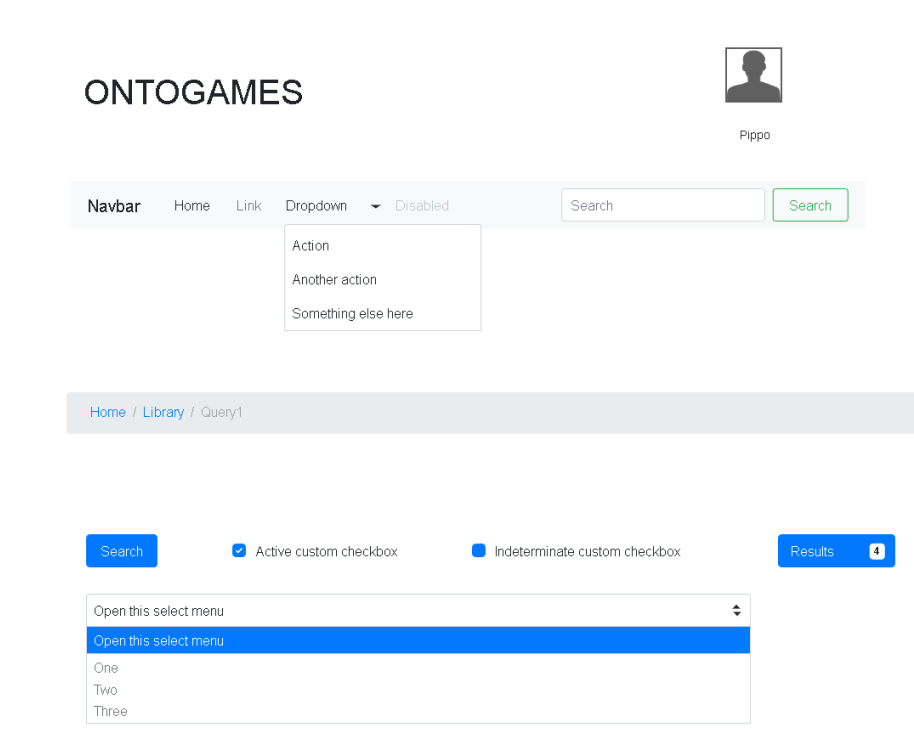 ONTOGAMES
Pippo
Navbar Home Link Dropdown Disabled Search Search
Action
Another action
Something else here
Home / Library / Query1
Search Active custom checkbox Indeterminate custom checkbox Results 4
Open this select menu
Open this select menu
One
Two
Three